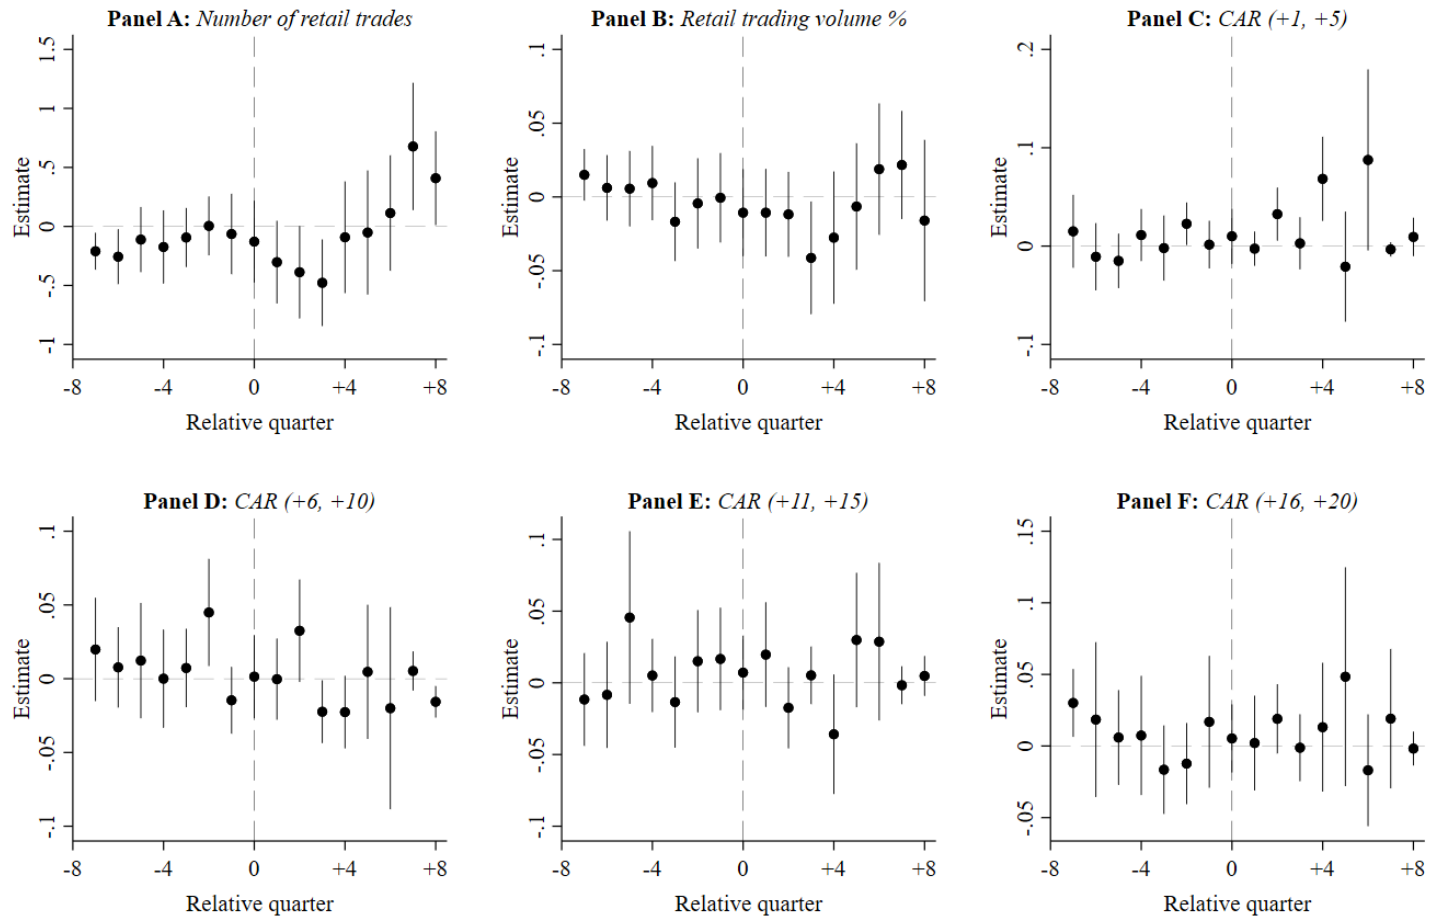 Panel A: Number of retail trades
Estimate
1.5
1
.5
0
-.5
-1
-8 -4 0 +4 +8
Relative quarter
Panel B: Retail trading volume %
Estimate
.1
.05
0
-.05
-.1
-8 -4 0 +4 +8
Relative quarter
Panel C: CAR (+1, +5)
Estimate
.2
.1
0
-.1
-8 -4 0 +4 +8
Relative quarter
Panel D: CAR (+6, +10)
Estimate
.1
.05
0
-.05
-.1
-8 -4 0 +4 +8
Relative quarter
Panel E: CAR (+11, +15)
Estimate
.1
.05
0
-.05
-.1
-8 -4 0 +4 +8
Relative quarter
Panel F: CAR (+16, +20)
Estimate
.15
.1
.05
0
-.05
-8 -4 0 +4 +8
Relative quarter